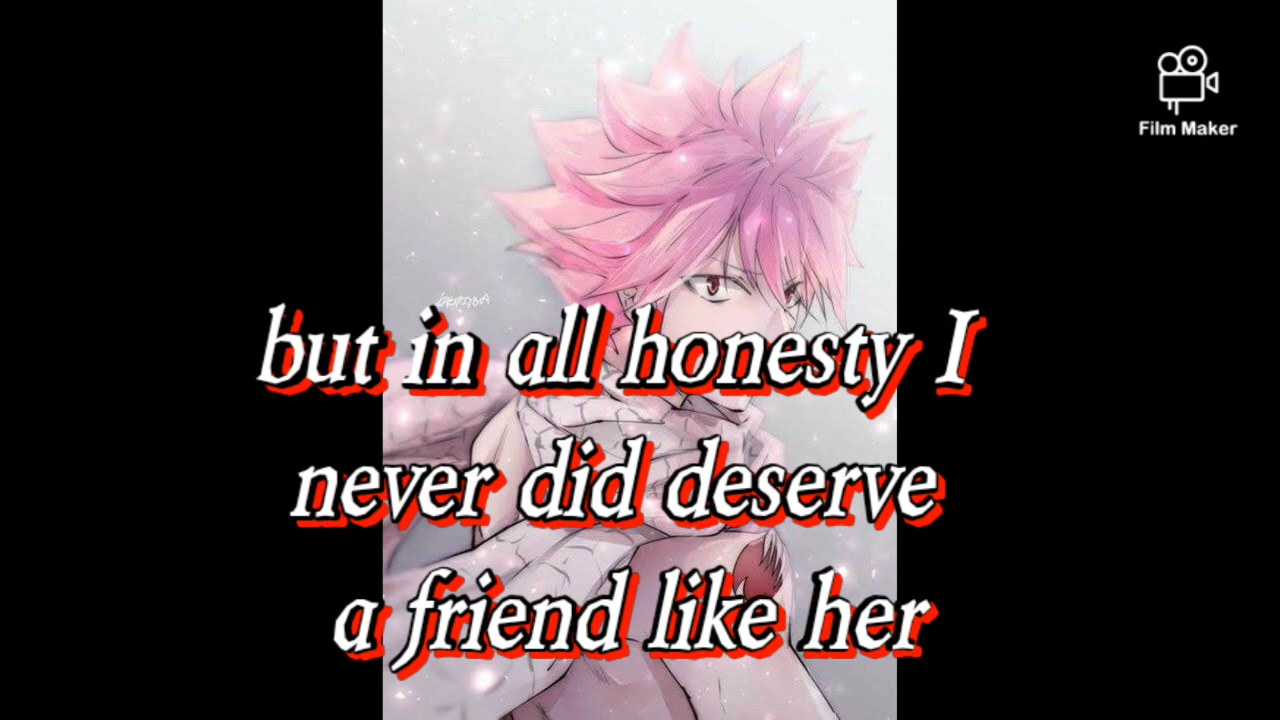 Film Maker
but in all honesty I
never did deserve
a friend like her